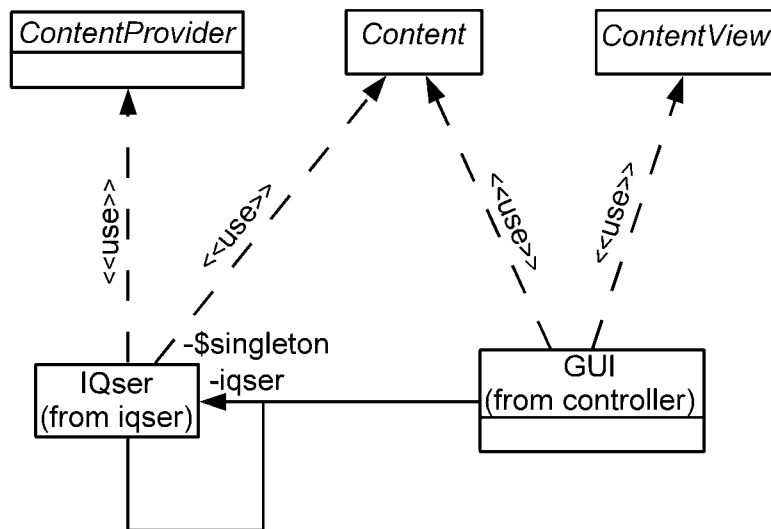 ContentProvider
Content
ContentView
<<use>>
<<use>>
<<use>>
<<use>>
-$singleton
-iqser
IQser
(from iqser)
GUI
(from controller)